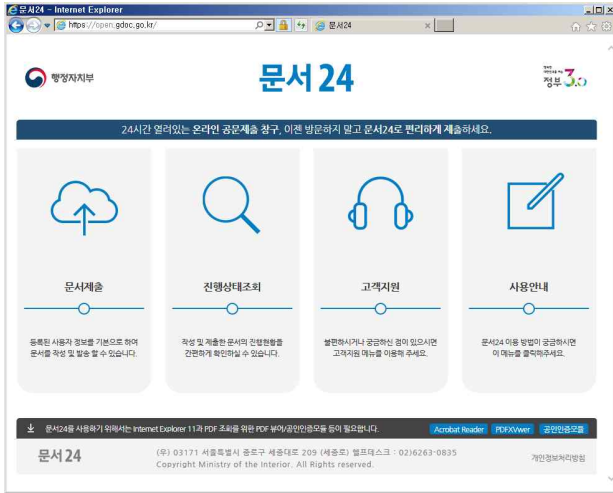 문서24 - Internet Explorer
https://open.gdoc.go.kr/
문서24
행정자치부
문서 24
정부3.0
24시간 열려있는 온라인 공문제출 창구, 이젠 방문하지 말고 문서24로 편리하게 제출하세요.
문서제출
진행상태조회
고객지원
사용안내
등록된 사용자 정보를 기본으로 하여
문서를 작성 및 발송 할 수 있습니다.
작성 및 제출한 문서의 진행현황을
간편하게 확인하실 수 있습니다.
불편하시거나 궁금하신 점이 있으시면
고객지원 메뉴를 이용해 주세요.
문서24 이용 방법이 궁금하시면
이 메뉴를 클릭해주세요.
문서24를 사용하기 위해서는 Internet Explorer 11과 PDF 조회를 위한 PDF 뷰어/공인인증모듈 등이 필요합니다.
Acrobat Reader
PDFXVwer
공인인증모듈
문서 24
(우) 03171 서울특별시 종로구 세종대로 209 (세종로) 헬프데스크 : 02)6263-0835
Copyright Ministry of the Interior. All Rights reserved.
개인정보처리방침